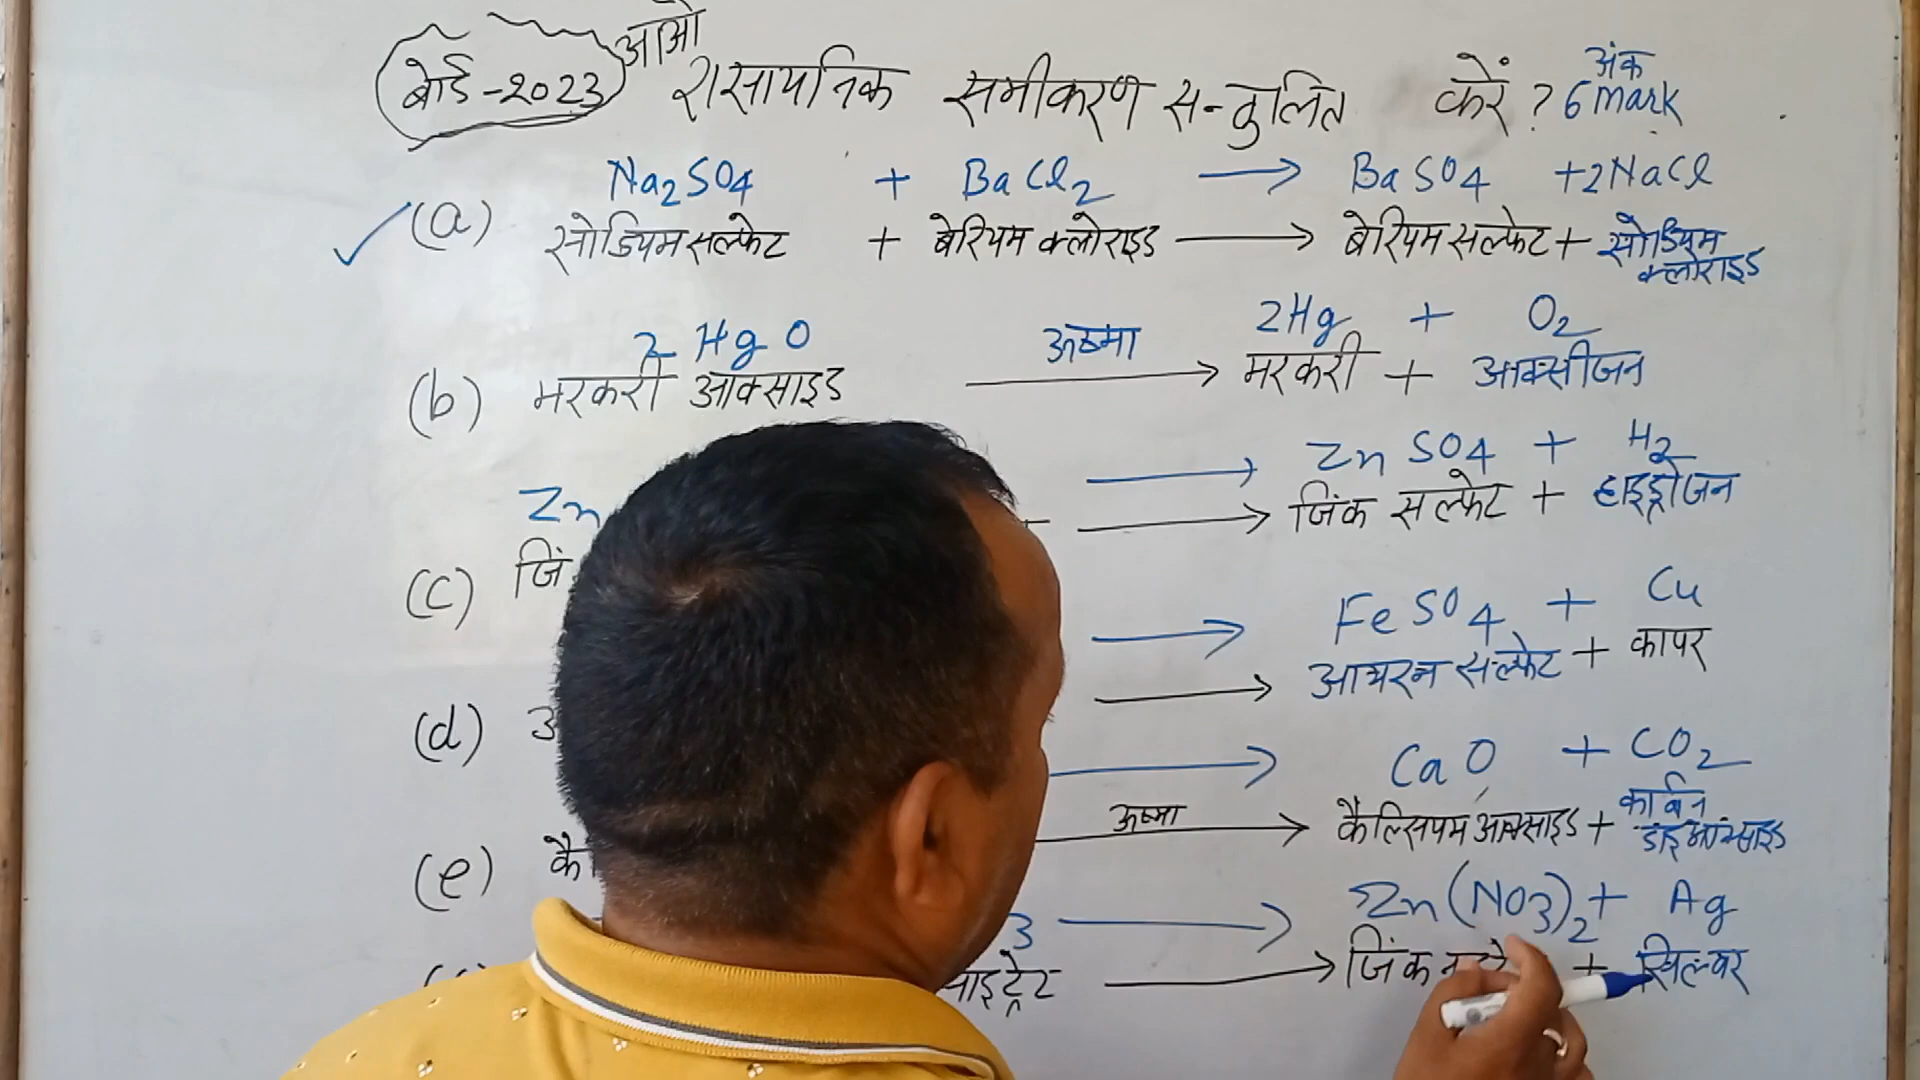 बोर्ड-2023 आओ रासायनिक समीकरण सन्तुलित करें ? 6 अंक mark
Na2SO4 + BaCl2 → BaSO4 + 2NaCl
(a) सोडियम सल्फेट + बेरियम क्लोराइड → बेरियम सल्फेट + सोडियम क्लोराइड
2HgO ऊष्मा 2Hg + O2
(b) मरकरी आक्साइड → मरकरी + आक्सीजन
Zn → ZnSO4 + H2
(c) → जिंक सल्फेट + हाइड्रोजन
→ FeSO4 + Cu
(d) → आयरन सल्फेट + कापर
→ CaO + CO2
(e) ऊष्मा → कैल्सियम आक्साइड + कार्बन डाई आक्साइड
3 → Zn(NO3)2 + Ag
→ जिंक + सिल्वर